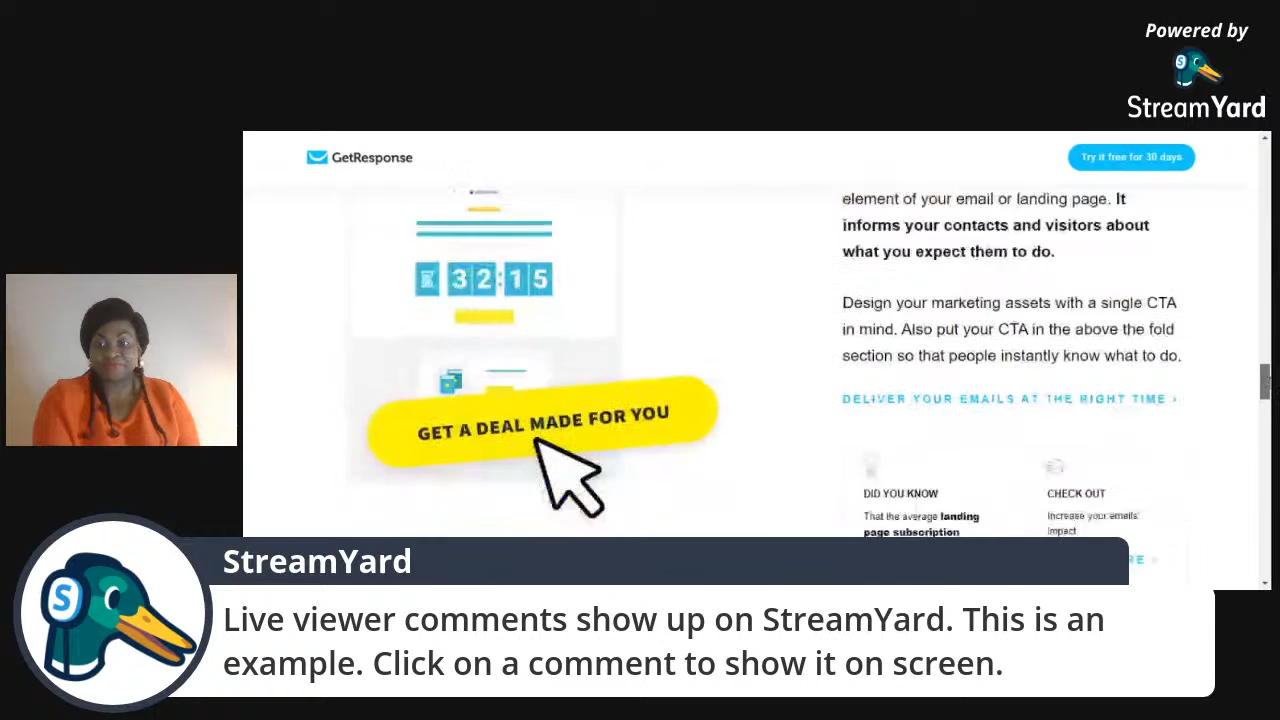 Powered by
StreamYard
GetResponse
Try it free for 30 days
element of your email or landing page. It
informs your contacts and visitors about
what you expect them to do.
32:15
Design your marketing assets with a single CTA
in mind. Also put your CTA in the above the fold
section so that people instantly know what to do.
DELIVER YOUR EMAILS AT THE RIGHT TIME ›
GET A DEAL MADE FOR YOU
DID YOU KNOW
That the average landing
page subscription
CHECK OUT
Increase your emails'
impact
RE
S
StreamYard
Live viewer comments show up on StreamYard. This is an
example. Click on a comment to show it on screen.